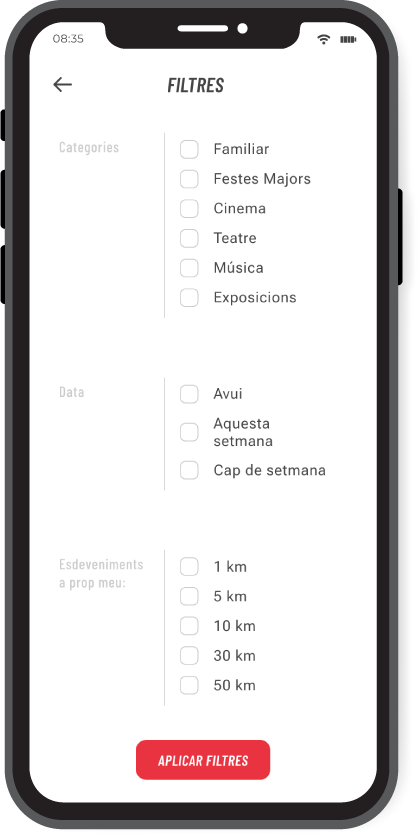 08:35
FILTRES
Categories
Familiar
Festes Majors
Cinema
Teatre
Música
Exposicions
Data
Avui
Aquesta
setmana
Cap de setmana
Esdeveniments
a prop meu:
1 km
5 km
10 km
30 km
50 km
APLICAR FILTRES